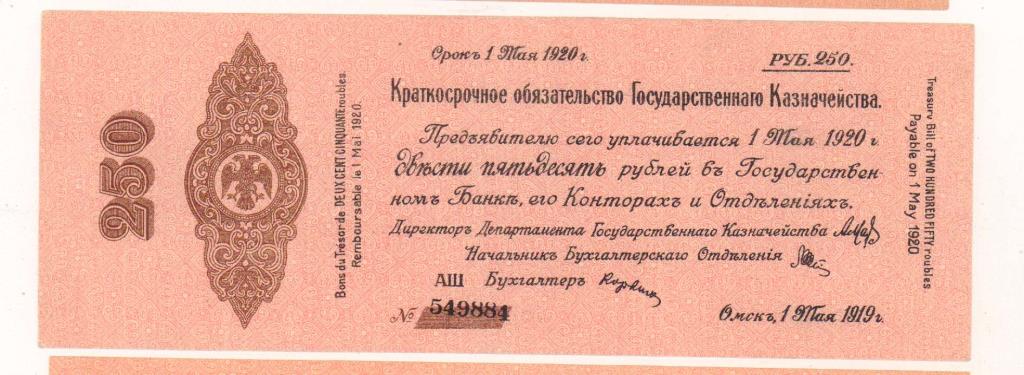 250
Bons du Trésor de DEUX CENT CINQUANTE roubles.
Remboursable le 1 Mai 1920.
Срокъ 1 Мая 1920 г.
РУБ. 250.
Краткосрочное обязательство Государственнаго Казначейства.
Предъявителю сего уплачивается 1 Мая 1920 г.
двѣсти пятьдесятъ рублей въ Государствен-
номъ Банкѣ, его Конторахъ и Отдѣленіяхъ.
Директоръ Департамента Государственнаго Казначейства
Начальникъ Бухгалтерскаго Отдѣленія
АШ Бухгалтеръ
№ 549884
Омскъ, 1 Мая 1919 г.
Treasury Bill of TWO HUNDRED FIFTY roubles.
Payable on 1 May 1920